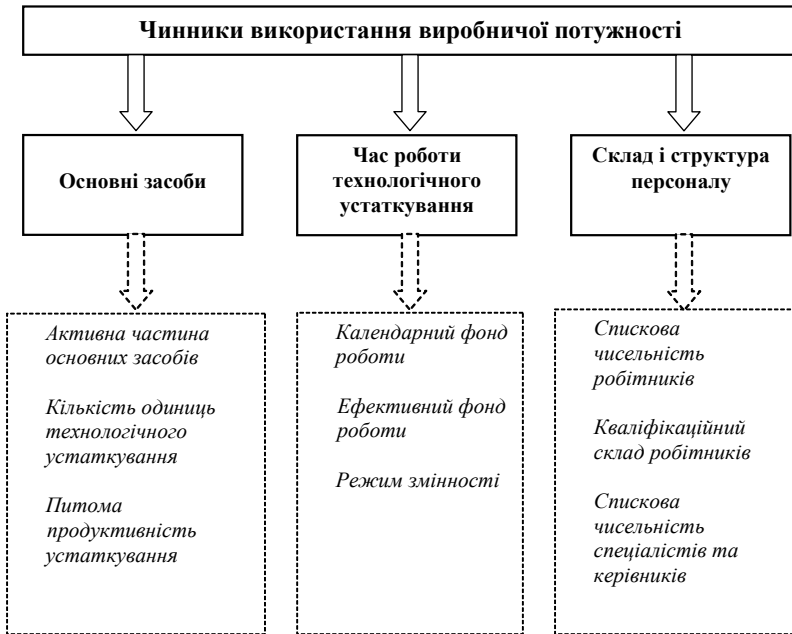 Чинники використання виробничої потужності
Основні засоби
Час роботи
технологічного
устаткування
Склад і структура
персоналу
Активна частина
основних засобів
Кількість одиниць
технологічного
устаткування
Питома
продуктивність
устаткування
Календарний фонд
роботи
Ефективний фонд
роботи
Режим змінності
Спискова
чисельність
робітників
Кваліфікаційний
склад робітників
Спискова
чисельність
спеціалістів та
керівників